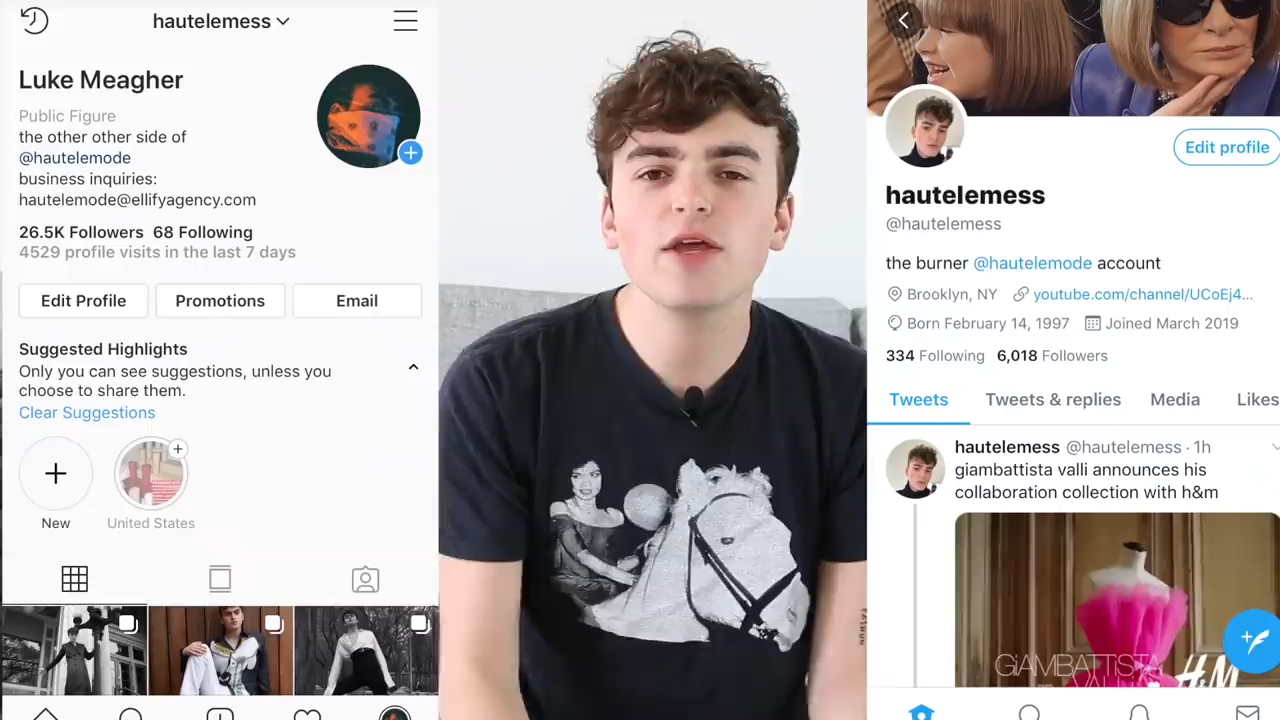 hautelemess
Luke Meagher
Public Figure
the other other side of
@hautelemode
business inquiries:
hautelemode@ellifyagency.com
26.5K Followers 68 Following
4529 profile visits in the last 7 days
Edit Profile
Promotions
Email
Suggested Highlights
Only you can see suggestions, unless you
choose to share them.
Clear Suggestions
New
United States
Edit profile
hautelemess
@hautelemess
the burner @hautelemode account
Brooklyn, NY
youtube.com/channel/UCoEj4...
Born February 14, 1997
Joined March 2019
334 Following 6,018 Followers
Tweets
Tweets & replies
Media
Likes
hautelemess @hautelemess · 1h
giambattista valli announces his
collaboration collection with h&m
GiAMBATTiSTA
VALLI
H&M